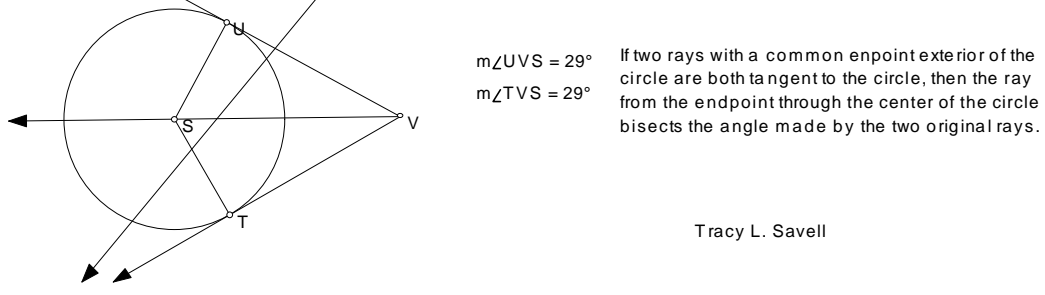 U
S
V
T
m∠UVS = 29°
m∠TVS = 29°
If two rays with a common enpoint exterior of the
circle are both tangent to the circle, then the ray
from the endpoint through the center of the circle
bisects the angle made by the two original rays.
Tracy L. Savell